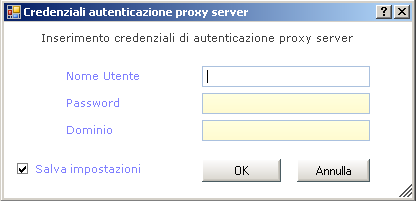 Credenziali autenticazione proxy server
Inserimento credenziali di autenticazione proxy server
Nome Utente
Password
Dominio
Salva impostazioni
OK
Annulla